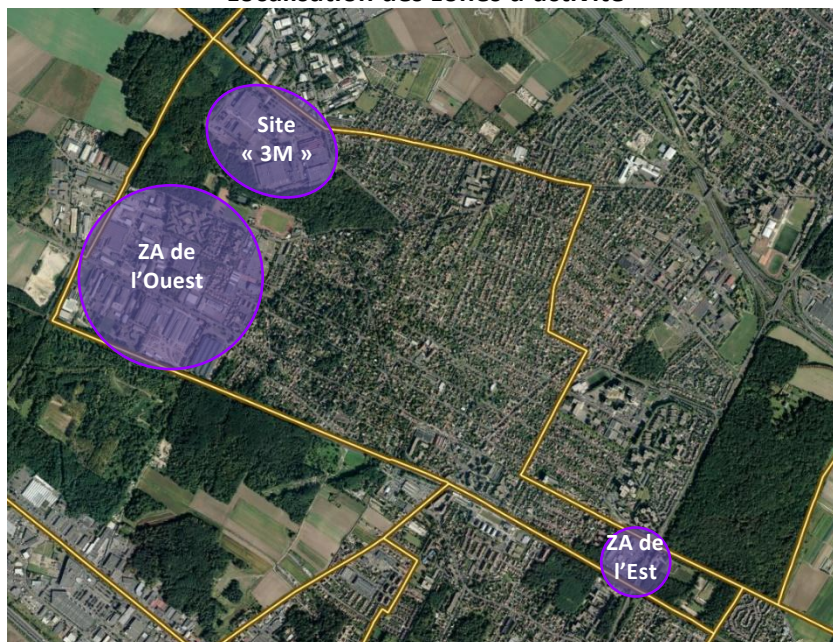 Localisation des zones d'activité
Site
« 3M »
ZA de
l'Ouest
ZA de
l'Est